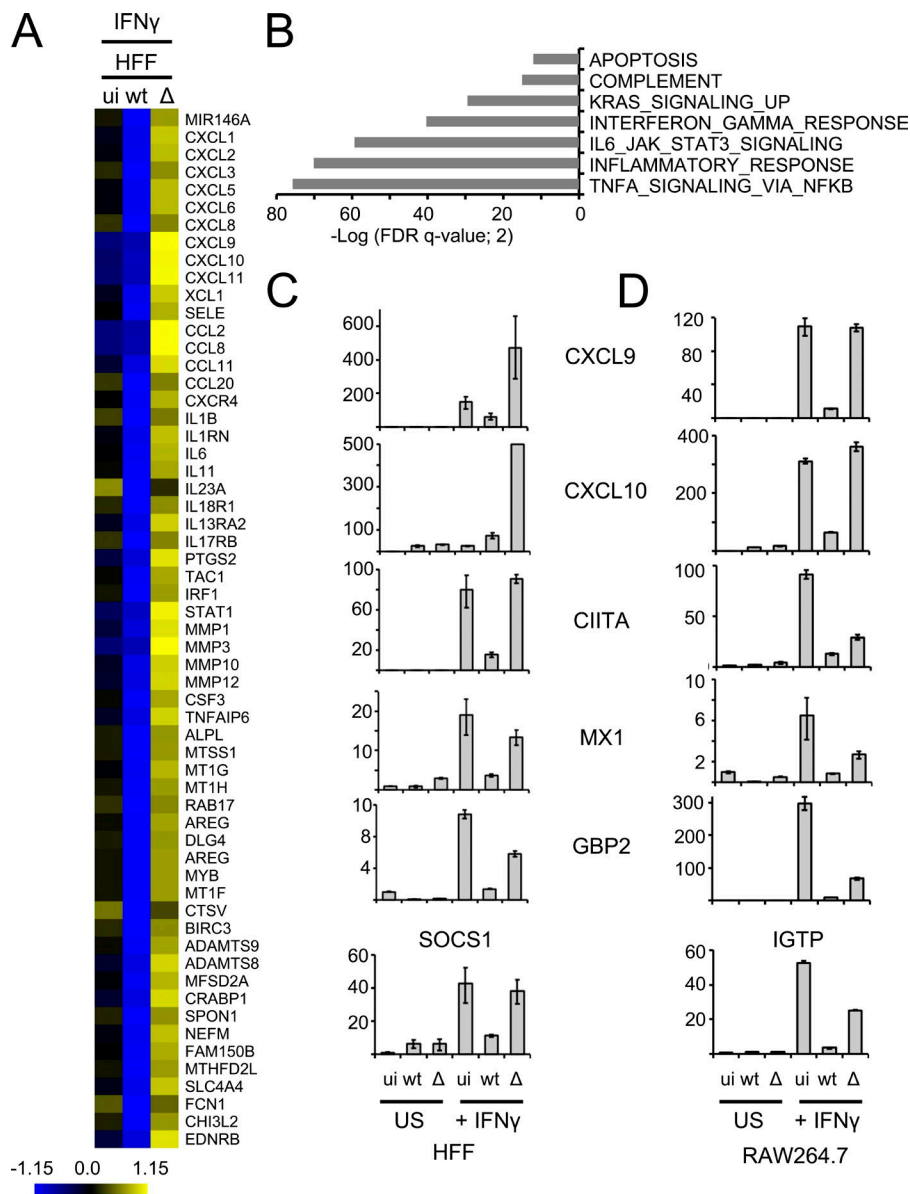 A
IFNγ
HFF
ui wt Δ
MIR146A
CXCL1
CXCL2
CXCL3
CXCL5
CXCL6
CXCL8
CXCL9
CXCL10
CXCL11
XCL1
SELE
CCL2
CCL8
CCL11
CCL20
CXCR4
IL1B
IL1RN
IL6
IL11
IL23A
IL18R1
IL13RA2
IL17RB
PTGS2
TAC1
IRF1
STAT1
MMP1
MMP3
MMP10
MMP12
CSF3
TNFAIP6
ALPL
MTSS1
MT1G
MT1H
RAB17
AREG
DLG4
AREG
MYB
MT1F
CTSV
BIRC3
ADAMTS9
ADAMTS8
MFSD2A
CRABP1
SPON1
NEFM
FAM150B
MTHFD2L
SLC4A4
FCN1
CHI3L2
EDNRB
-1.15 0.0 1.15
B
APOPTOSIS
COMPLEMENT
KRAS_SIGNALING_UP
INTERFERON_GAMMA_RESPONSE
IL6_JAK_STAT3_SIGNALING
INFLAMMATORY_RESPONSE
TNFA_SIGNALING_VIA_NFKB
80 60 40 20 0
-Log (FDR q-value; 2)
C
D
600
400
200
CXCL9
120
80
40
500
300
100
CXCL10
400
200
100
80
60
40
20
CIITA
100
50
20
10
0
MX1
10
6
2
0
10
8
4
GBP2
300
200
100
SOCS1
60
40
20
0
IGTP
60
40
20
0
ui wt Δ ui wt Δ
US + IFNγ
HFF
ui wt Δ ui wt Δ
US + IFNγ
RAW264.7